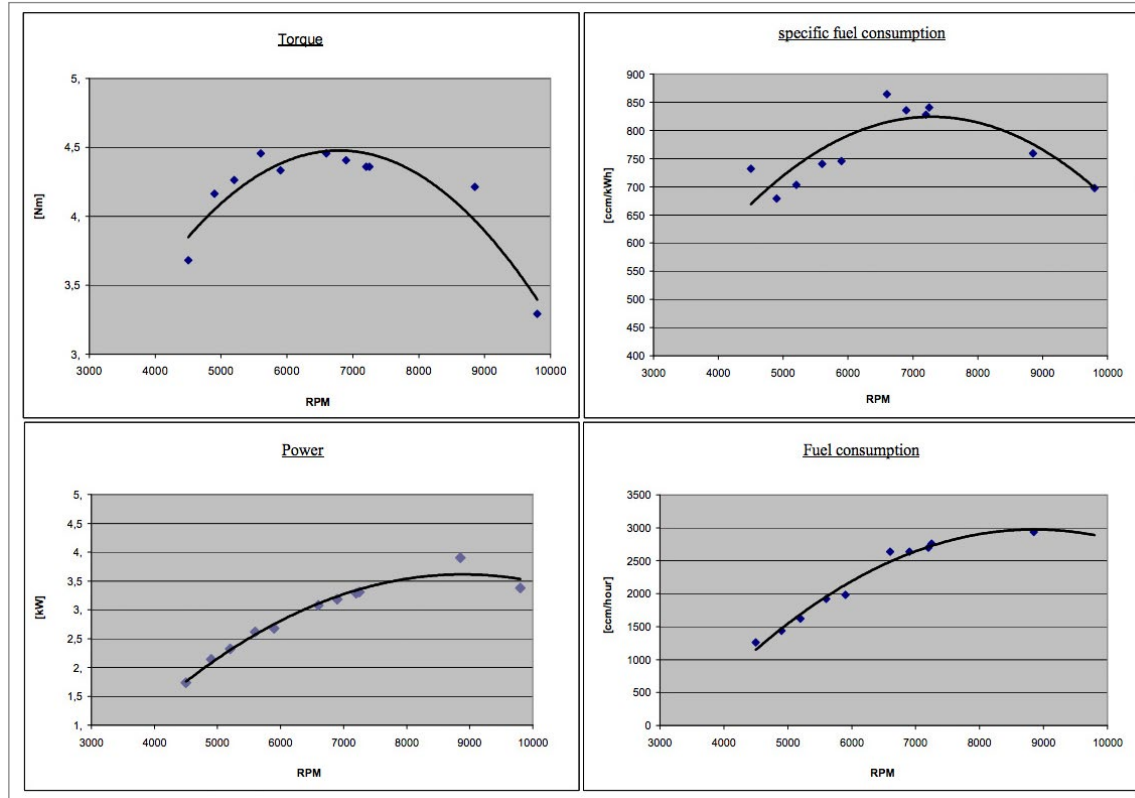 Torque
5,
4,5
4,
3,5
3,
[Nm]
3000 4000 5000 6000 7000 8000 9000 10000
RPM
specific fuel consumption
900
850
800
750
700
650
600
550
500
450
400
[ccm/kWh]
3000 4000 5000 6000 7000 8000 9000 10000
RPM
Power
5,
4,5
4,
3,5
3,
2,5
2,
1,5
1,
[kW]
3000 4000 5000 6000 7000 8000 9000 10000
RPM
Fuel consumption
3500
3000
2500
2000
1500
1000
500
0
[ccm/hour]
3000 4000 5000 6000 7000 8000 9000 10000
RPM